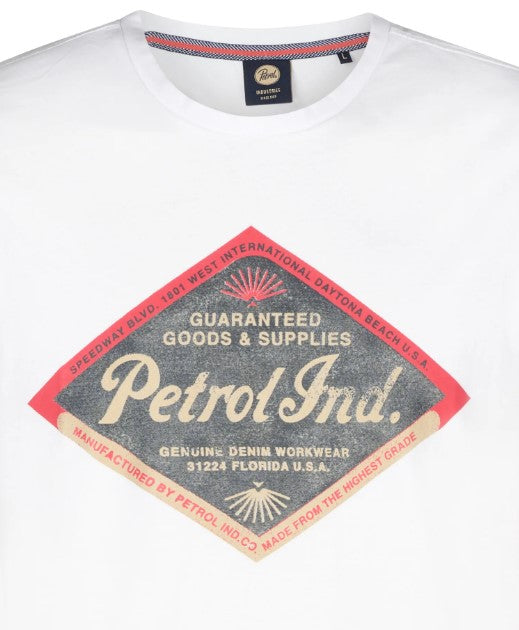 Petrol
INDUSTRIES
L
SPEEDWAY BLVD. 1801 WEST INTERNATIONAL DAYTONA BEACH U.S.A.
GUARANTEED
GOODS & SUPPLIES
Petrol Ind.
GENUINE DENIM WORKWEAR
31224 FLORIDA U.S.A.
MANUFACTURED BY PETROL IND.CO. MADE FROM THE HIGHEST GRADE